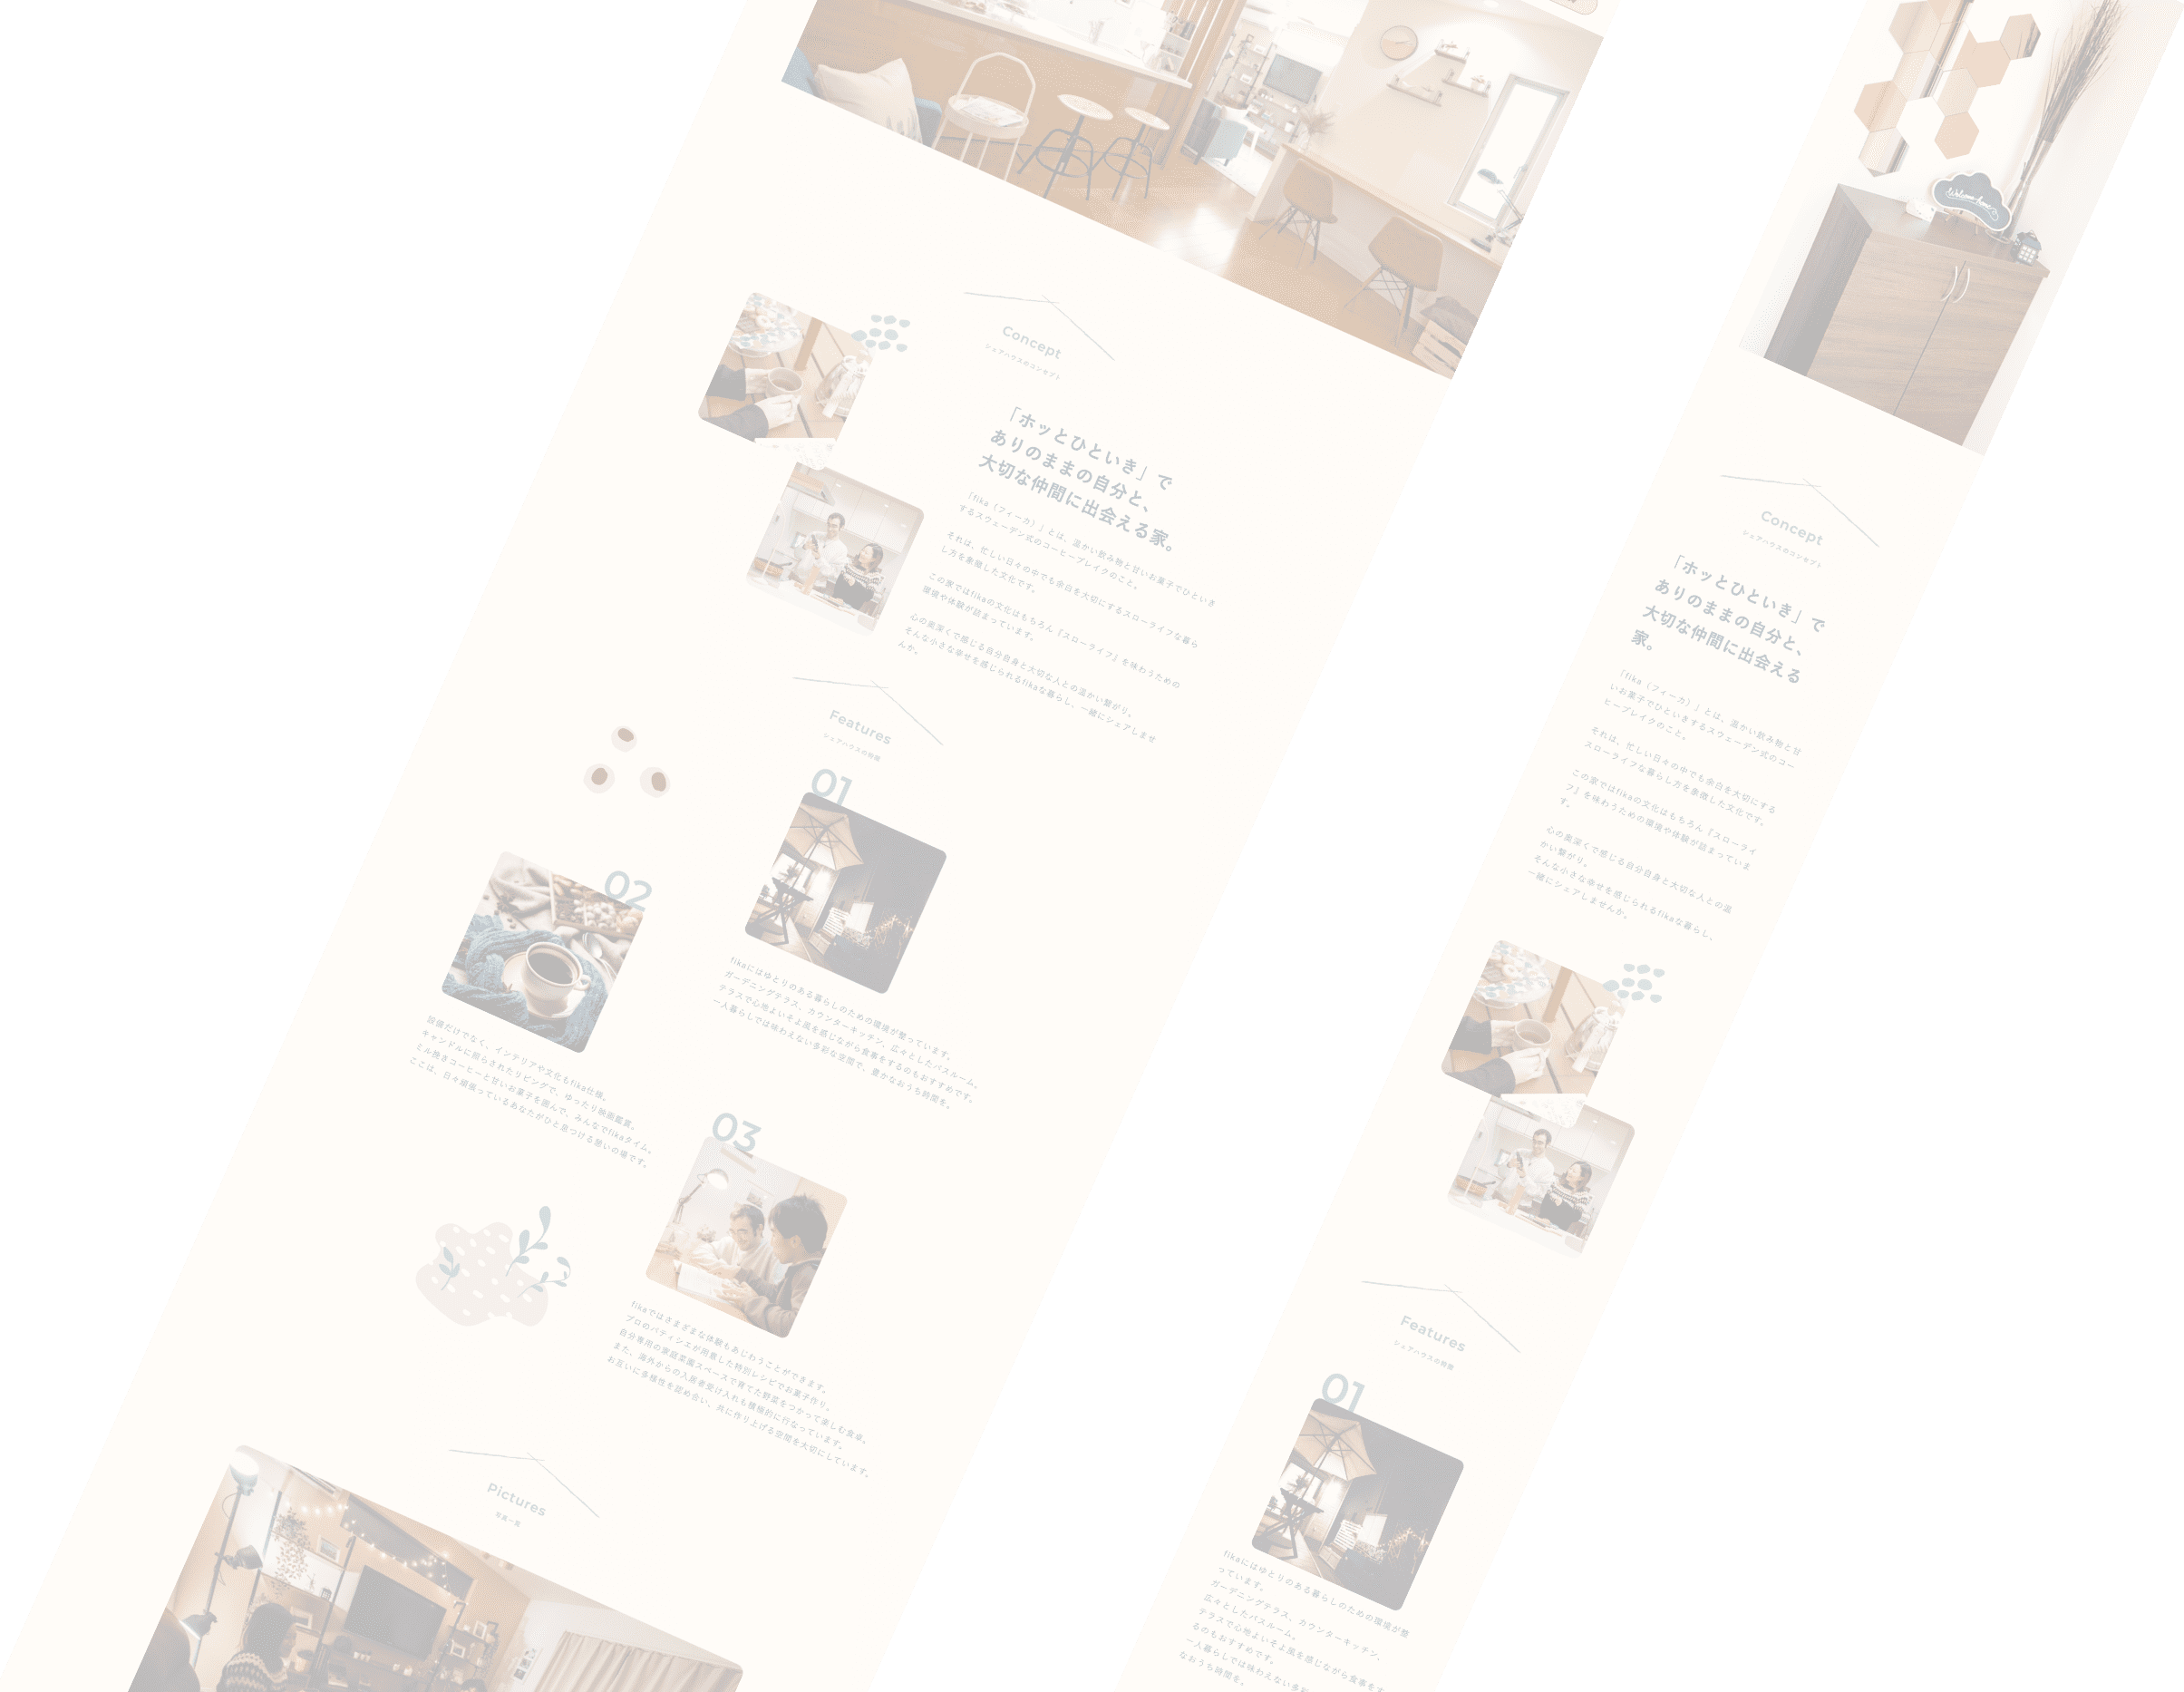 Concept
シェアハウスのコンセプト
「ホッとひといき」で
ありのままの自分と、
大切な仲間に出会える家。
「fika（フィーカ）」とは、温かい飲み物と甘いお菓子でひといき
するスウェーデン式のコーヒーブレイクのこと。
それは、忙しい日々の中でも余白を大切にするスローライフな暮ら
し方を象徴した文化です。
この家ではfikaの文化はもちろん『スローライフ』を味わうための
環境や体験が詰まっています。
心の奥深くで感じる自分自身と大切な人との温かい繋がり。
そんな小さな幸せを感じられるfikaな暮らし、一緒にシェアしませ
んか。
Features
シェアハウスの特徴
01
fikaにはゆとりのある暮らしのための環境が整っています。
ガーデニングテラス、カウンターキッチン、広々としたバスルーム。
テラスで心地よいそよ風を感じながら食事をするのもおすすめです。
一人暮らしでは味わえない多彩な空間で、豊かなおうち時間を。
02
設備だけでなく、インテリアや文化もfika仕様。
キャンドルに照らされたリビングで、ゆったり映画鑑賞。
ミル挽きコーヒーと甘いお菓子を囲んで、みんなでfikaタイム。
ここは、日々頑張っているあなたがひと息つける憩いの場です。
03
fikaではさまざまな体験もあじわうことができます。
プロのパティシエが用意した特別レシピでお菓子作り。
自分専用の家庭菜園スペースで育てた野菜をつかって楽しむ食卓。
また、海外からの入居者受け入れも積極的に行なっています。
お互いに多様性を認め合い、共に作り上げる空間を大切にしています。
Pictures
写真一覧
Welcome home
Concept
シェアハウスのコンセプト
「ホッとひといき」で
ありのままの自分と、
大切な仲間に出会える
家。
「fika（フィーカ）」とは、温かい飲み物と甘
いお菓子でひといきするスウェーデン式のコー
ヒーブレイクのこと。
それは、忙しい日々の中でも余白を大切にする
スローライフな暮らし方を象徴した文化です。
この家ではfikaの文化はもちろん『スローライ
フ』を味わうための環境や体験が詰まっていま
す。
心の奥深くで感じる自分自身と大切な人との温
かい繋がり。
そんな小さな幸せを感じられるfikaな暮らし、
一緒にシェアしませんか。
Features
シェアハウスの特徴
01
fikaにはゆとりのある暮らしのための環境が整
っています。
ガーデニングテラス、カウンターキッチン、
広々としたバスルーム。
テラスで心地よいそよ風を感じながら食事をす
るのもおすすめです。
一人暮らしでは味わえない多彩
なおうち時間を。